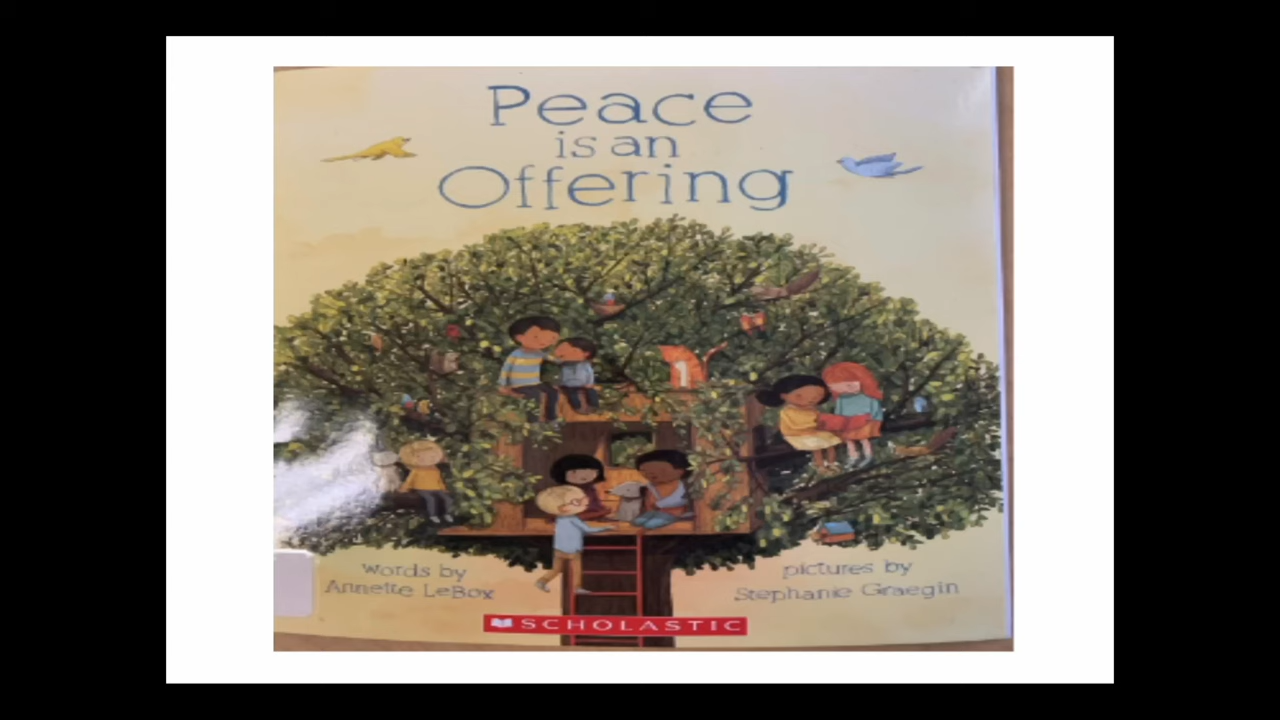 Peace
is an
Offering
words by
Annette LeBox
pictures by
Stephanie Graegin
SCHOLASTIC